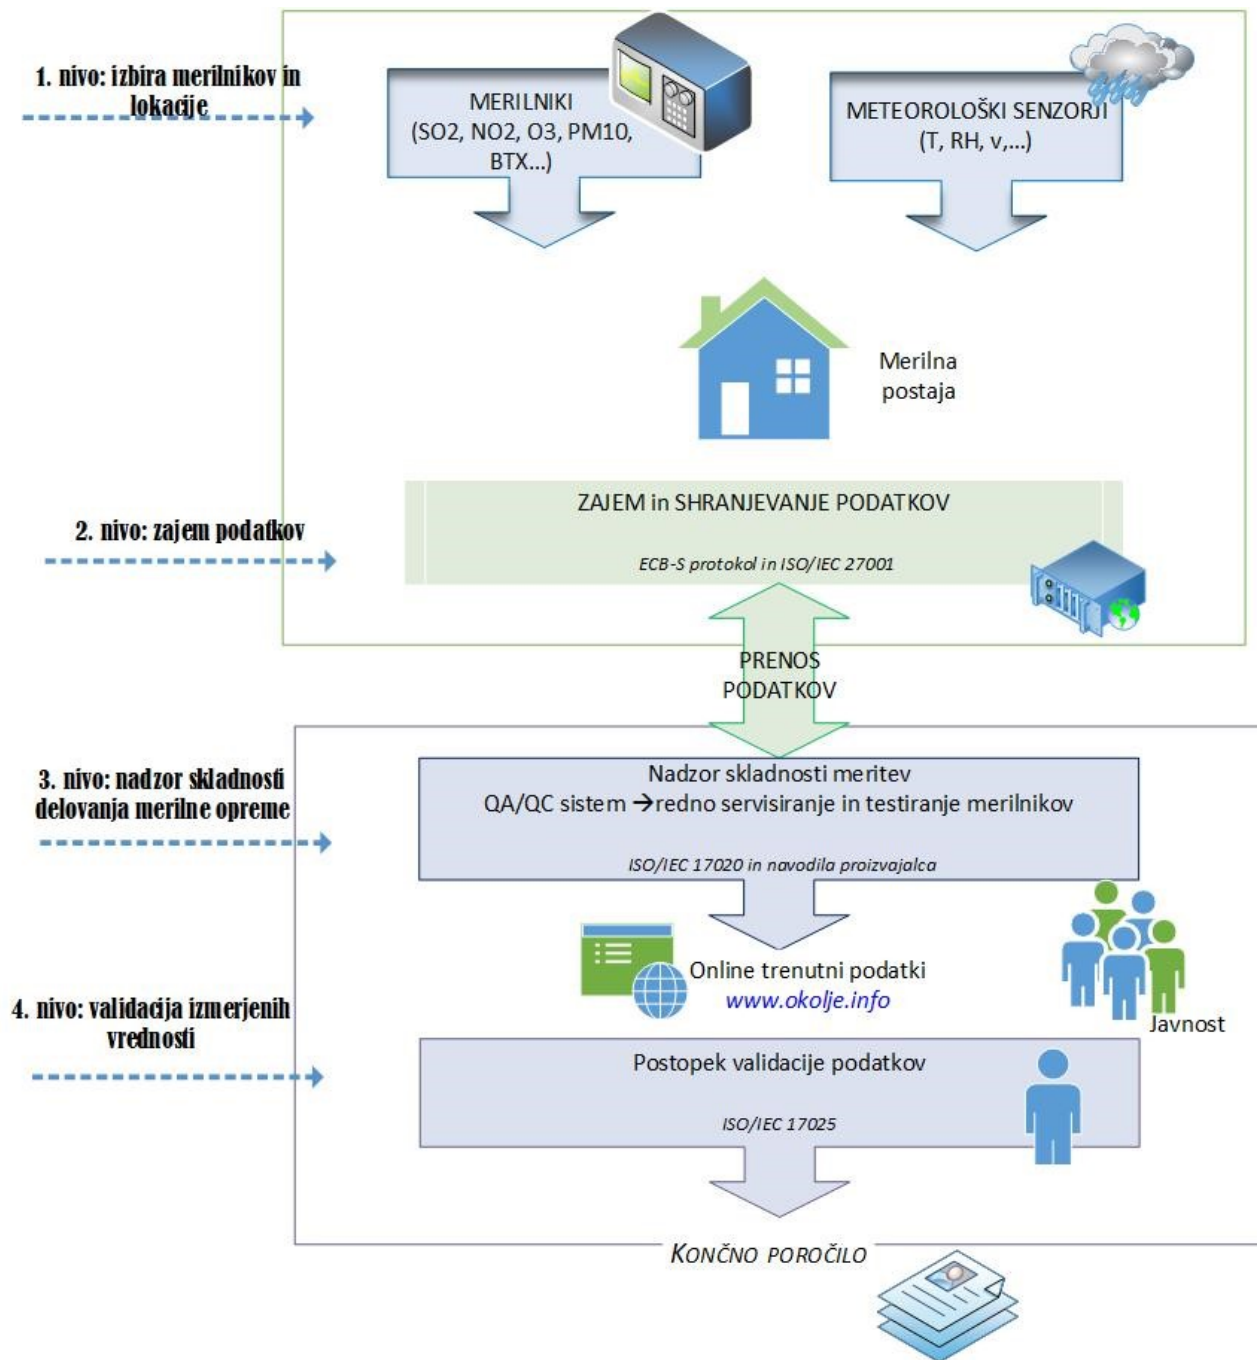 1. nivo: izbira merilnikov in
lokacije
MERILNIKI
(SO2, NO2, O3, PM10,
BTX...)
METEOROLOŠKI SENZORJI
(T, RH, v,...)
Merilna
postaja
2. nivo: zajem podatkov
ZAJEM in SHRANJEVANJE PODATKOV
ECB-S protokol in ISO/IEC 27001
PRENOS
PODATKOV
3. nivo: nadzor skladnosti
delovanja merilne opreme
Nadzor skladnosti meritev
QA/QC sistem →redno servisiranje in testiranje merilnikov
ISO/IEC 17020 in navodila proizvajalca
Online trenutni podatki
www.okolje.info
Javnost
4. nivo: validacija izmerjenih
vrednosti
Postopek validacije podatkov
ISO/IEC 17025
KONČNO POROČILO